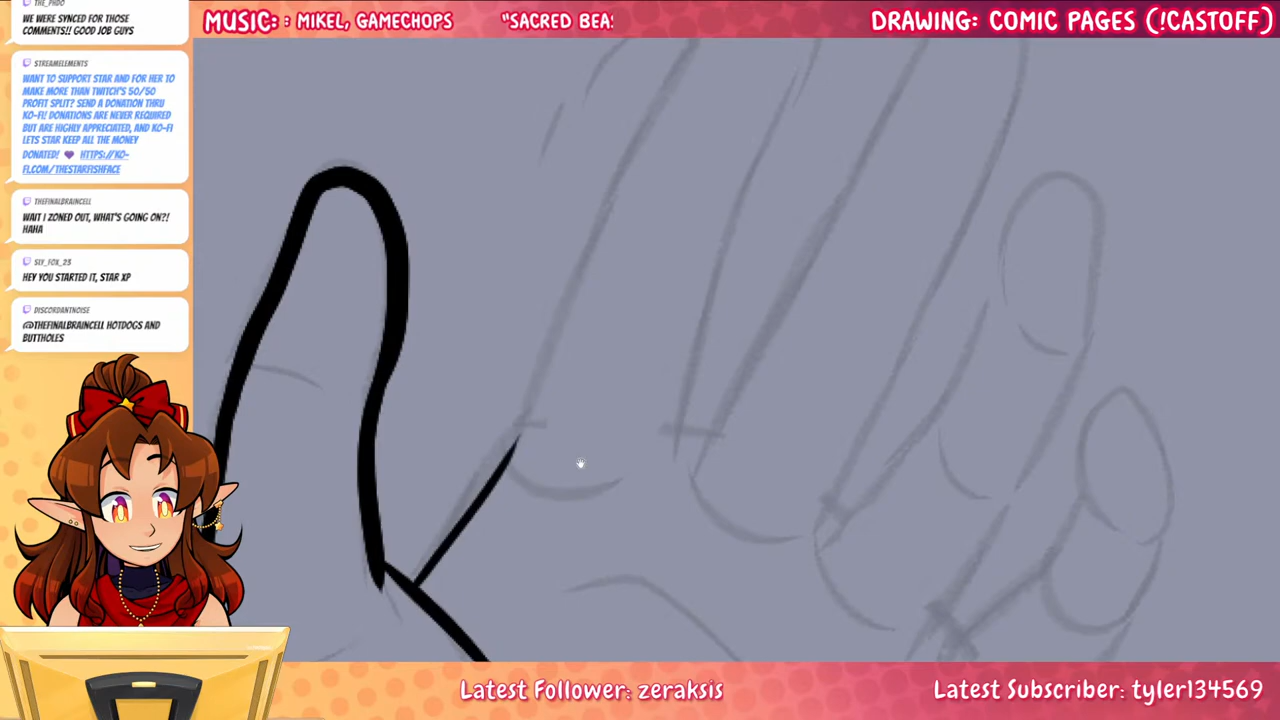 MUSIC: : MIKEL, GAMECHOPS "SACRED BEA
DRAWING: COMIC PAGES (!CASTOFF)
THE_PHDO
WE WERE SYNCED FOR THOSE
COMMENTS!! GOOD JOB GUYS
STREAMELEMENTS
WANT TO SUPPORT STAR AND FOR HER TO
MAKE MORE THAN TWITCH'S 50/50
PROFIT SPLIT? SEND A DONATION THRU
KO-FI! DONATIONS ARE NEVER REQUIRED
BUT ARE HIGHLY APPRECIATED, AND KO-FI
LETS STAR KEEP ALL THE MONEY
DONATED! 💜 HTTPS://KO-
FI.COM/THESTARFISHFACE
THEFINALBRAINCELL
WAIT I ZONED OUT, WHAT'S GOING ON?!
HAHA
SLY_FOX_23
HEY YOU STARTED IT, STAR XP
DISCORDANTNOISE
@THEFINALBRAINCELL HOTDOGS AND
BUTTHOLES
Latest Follower: zeraksis
Latest Subscriber: tyler134569